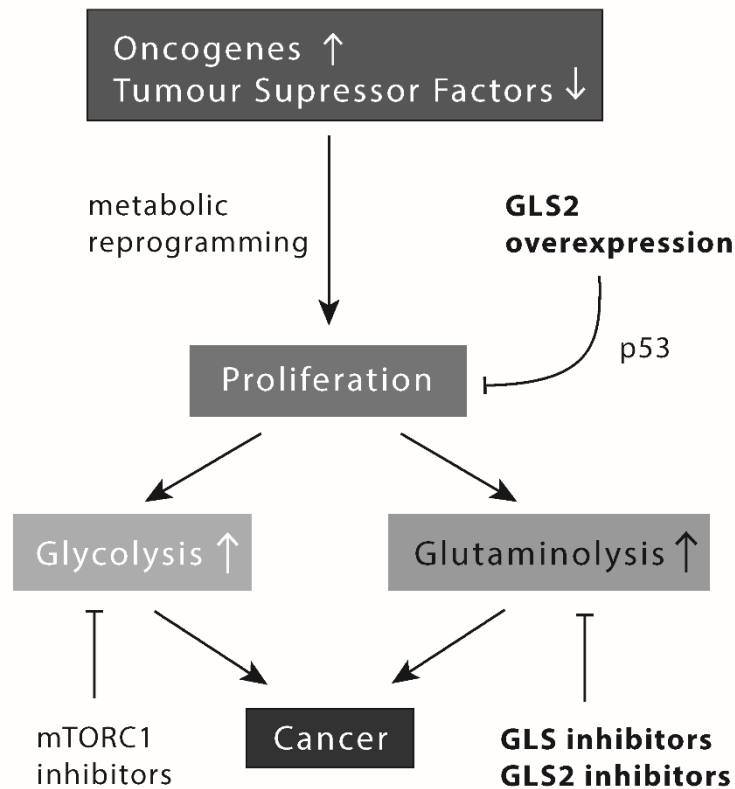 Oncogenes ↑
Tumour Supressor Factors ↓
metabolic
reprogramming
GLS2
overexpression
p53
Proliferation
Glycolysis ↑
Glutaminolysis ↑
mTORC1
inhibitors
Cancer
GLS inhibitors
GLS2 inhibitors